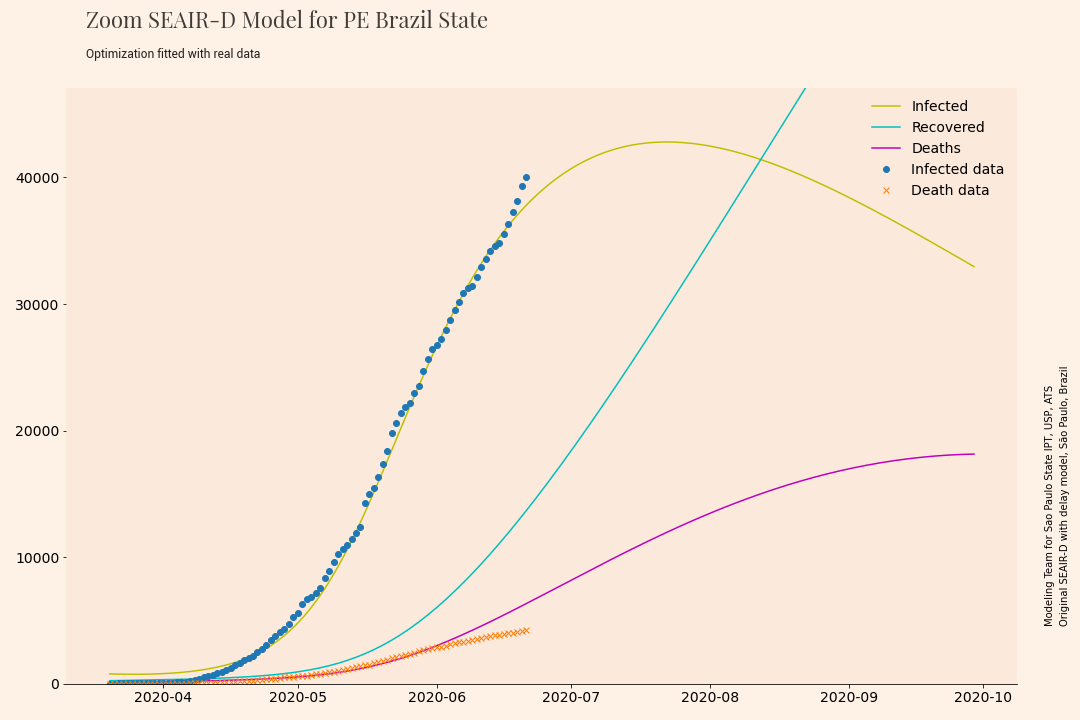 Zoom SEAIR-D Model for PE Brazil State
Optimization fitted with real data
Infected
Recovered
Deaths
Infected data
Death data
40000
30000
20000
10000
0
2020-04
2020-05
2020-06
2020-07
2020-08
2020-09
2020-10
Modeling Team for Sao Paulo State IPT, USP, ATS
Original SEAIR-D with delay model, São Paulo, Brazil